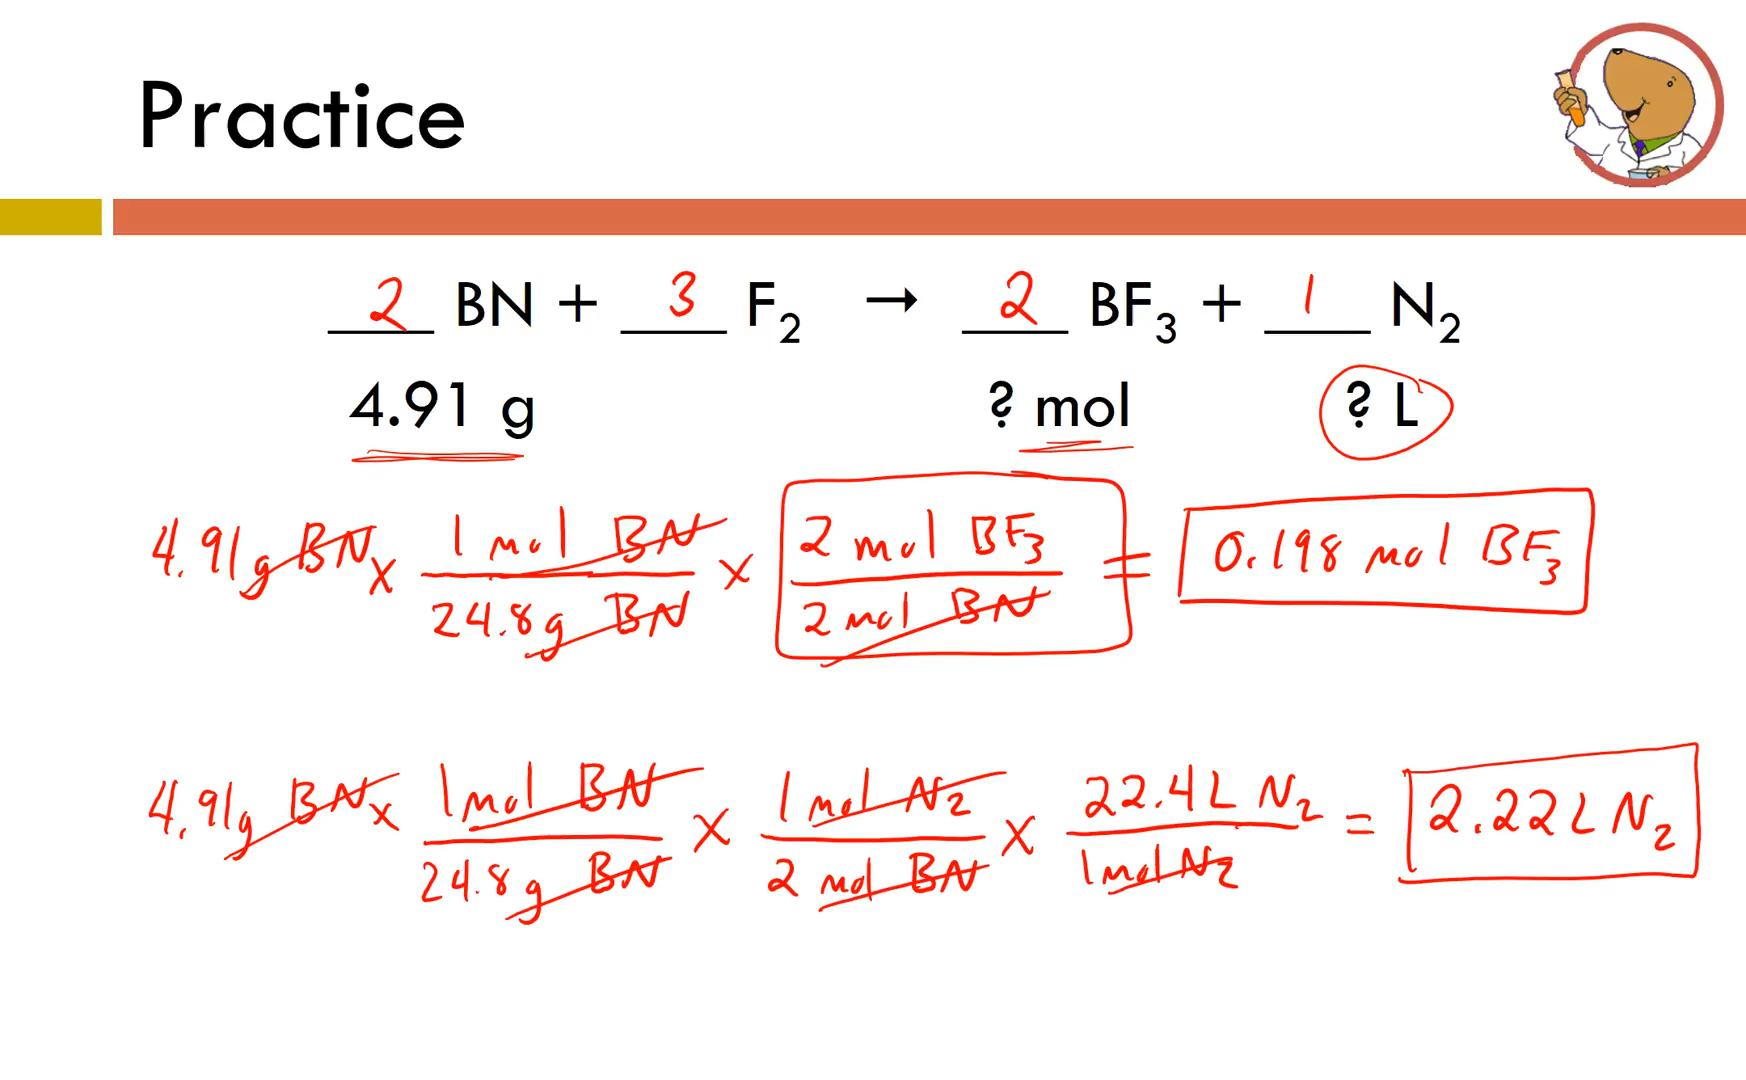 Practice
2 BN + 3 F₂ → 2 BF₃ + 1 N₂
4.91 g ? mol ? L
4.91g BN x 1 mol BN / 24.8g BN x 2 mol BF₃ / 2 mol BN = 0.198 mol BF₃
4.91g BN x 1 mol BN / 24.8g BN x 1 mol N₂ / 2 mol BN x 22.4 L N₂ / 1 mol N₂ = 2.22 L N₂